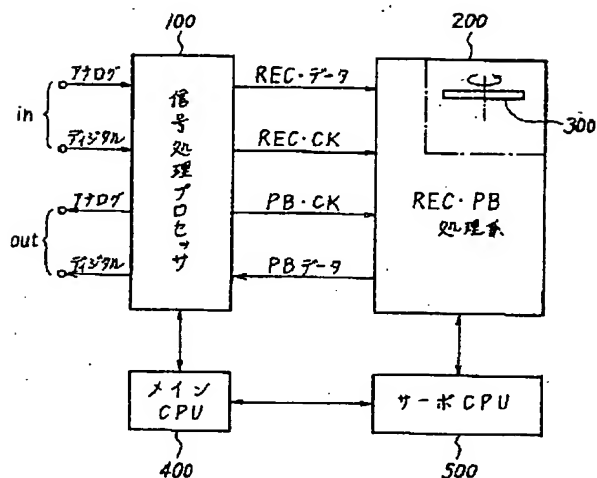 100
200
アナログ
REC・データ
in
300
ディジタル
REC・CK
信号処理プロセッサ
アナログ
PB・CK
REC・PB
処理系
out
ディジタル
PBデータ
メイン
CPU
サーボCPU
400
500